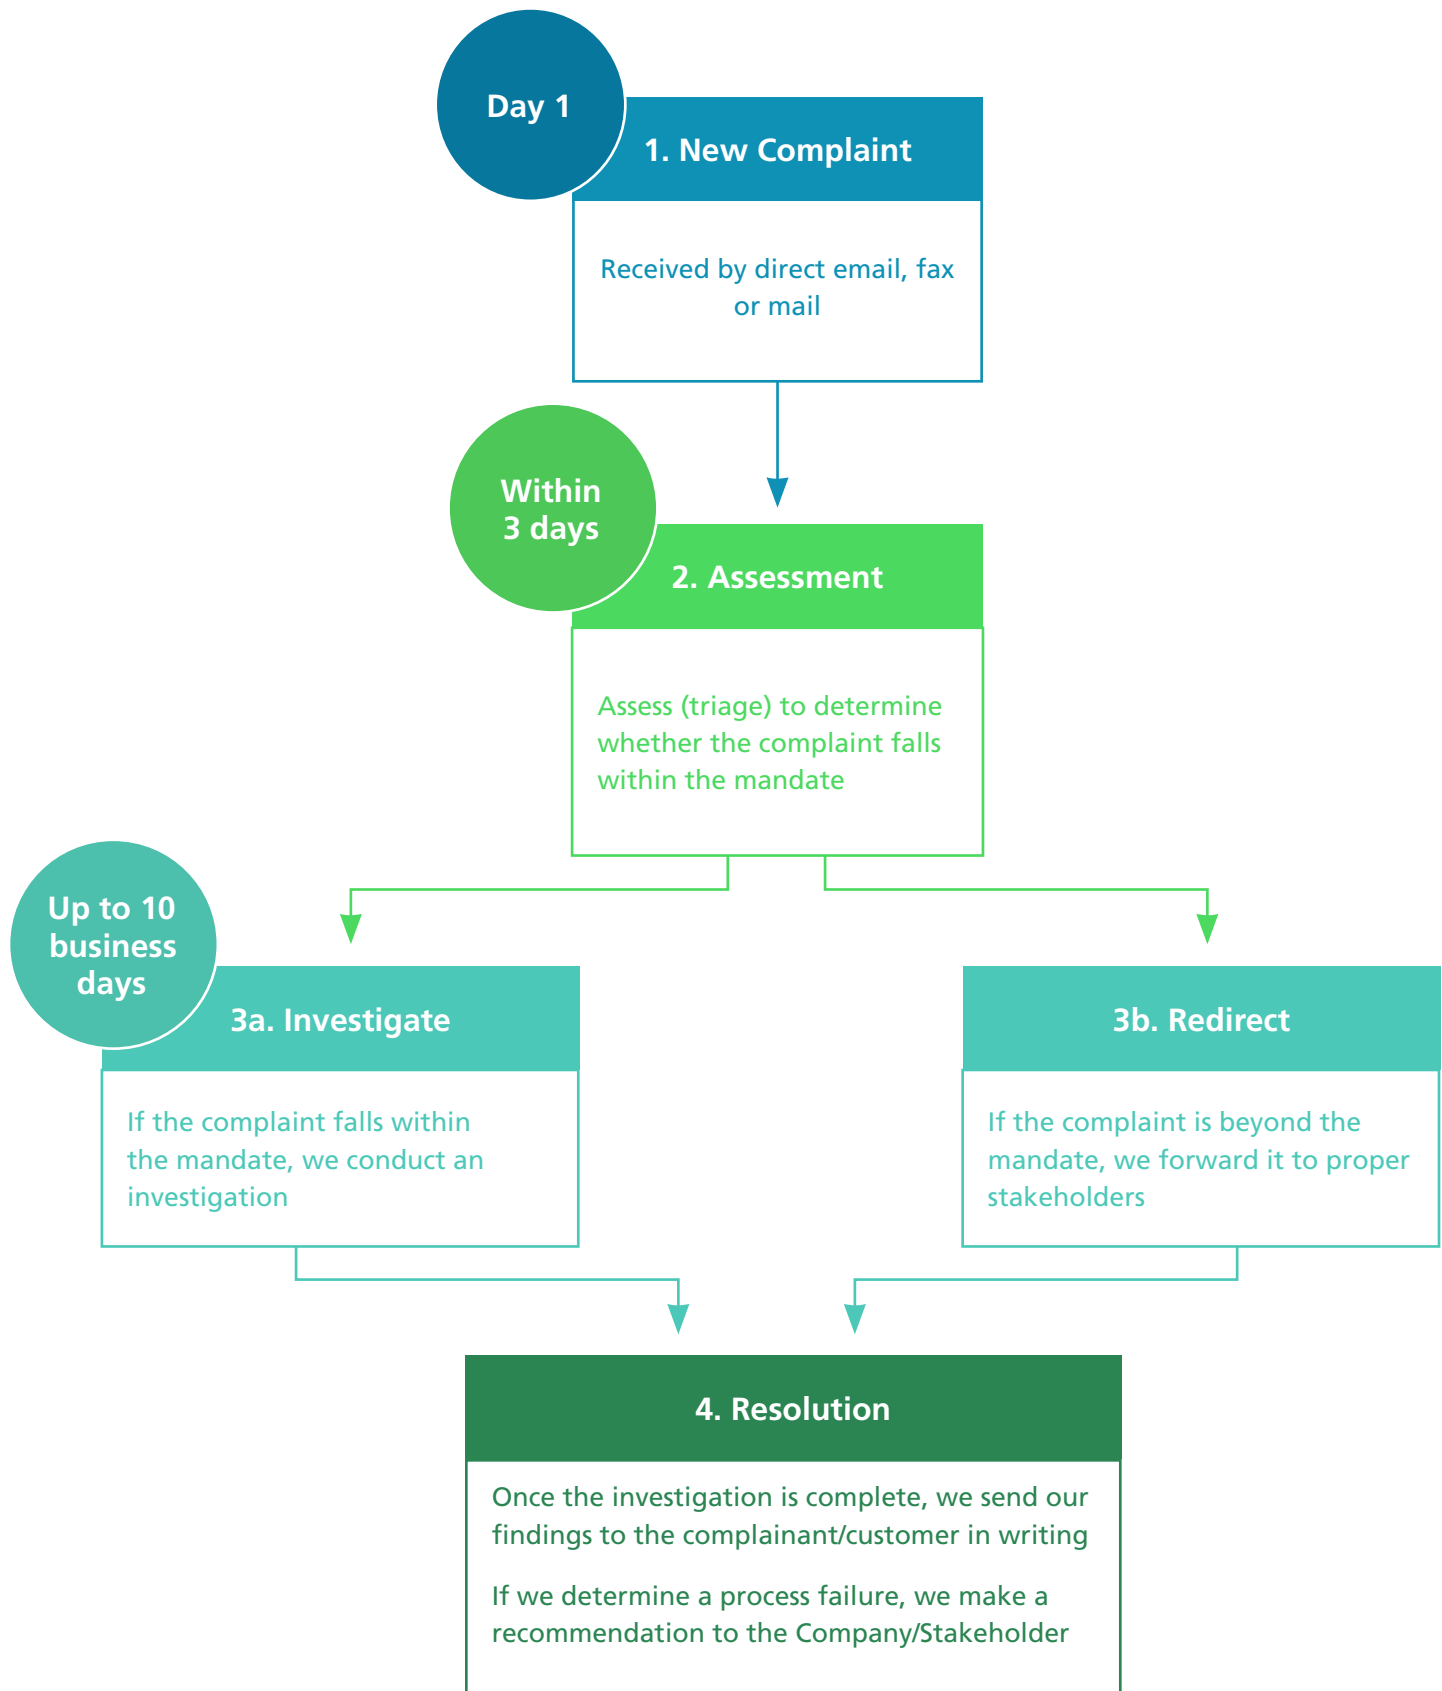 Day 1
1. New Complaint
Received by direct email, fax
or mail
Within
3 days
2. Assessment
Assess (triage) to determine
whether the complaint falls
within the mandate
Up to 10
business
days
3a. Investigate
If the complaint falls within
the mandate, we conduct an
investigation
3b. Redirect
If the complaint is beyond the
mandate, we forward it to proper
stakeholders
4. Resolution
Once the investigation is complete, we send our
findings to the complainant/customer in writing
If we determine a process failure, we make a
recommendation to the Company/Stakeholder